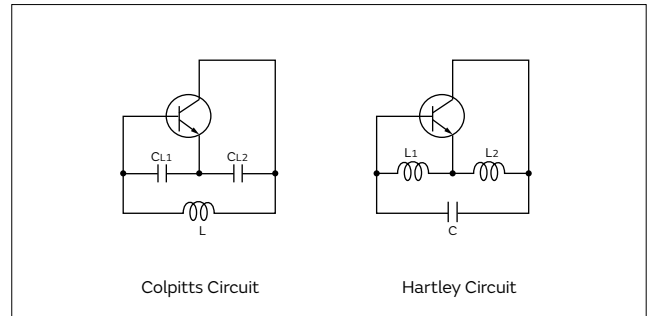 CL1
CL2
L
Colpitts Circuit
L1
L2
C
Hartley Circuit